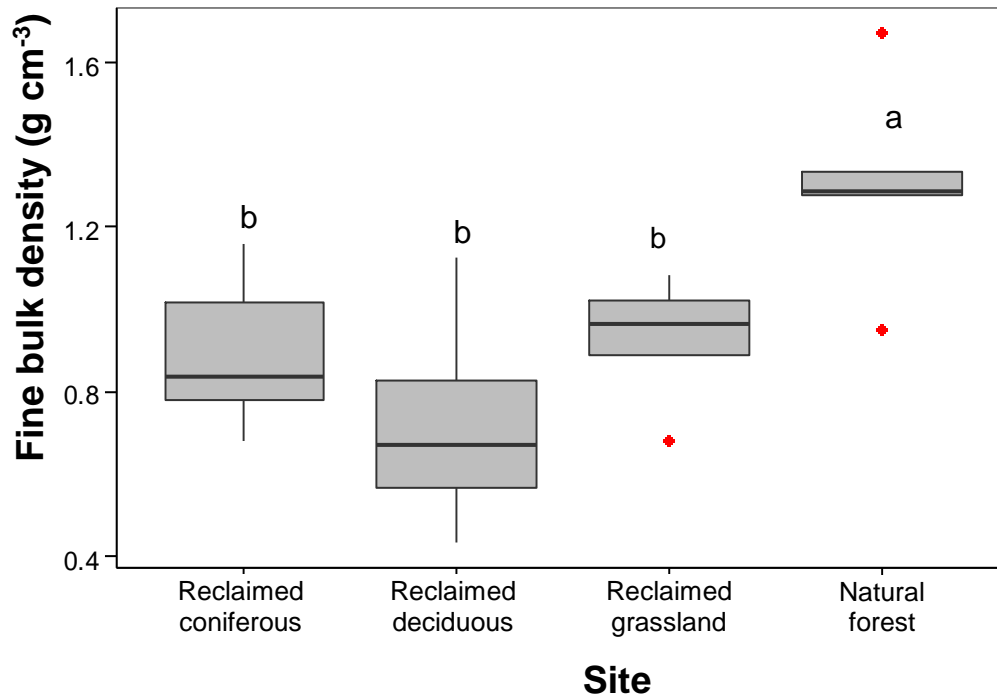 Fine bulk density (g cm-3)
1.6
1.2
0.8
0.4
b
b
b
a
Reclaimed
coniferous
Reclaimed
deciduous
Reclaimed
grassland
Natural
forest
Site